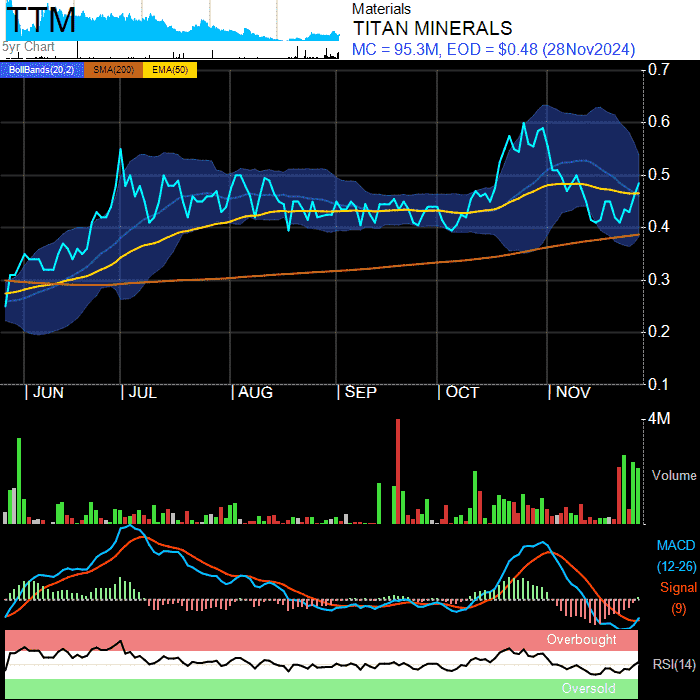 TTM
5yr Chart
Materials
TITAN MINERALS
MC = 95.3M, EOD = $0.48 (28Nov2024)
BollBands(20,2) SMA(200) EMA(50)
0.7
0.6
0.5
0.4
0.3
0.2
0.1
JUN JUL AUG SEP OCT NOV
4M
Volume
MACD
(12-26)
Signal
(9)
Overbought
RSI(14)
Oversold